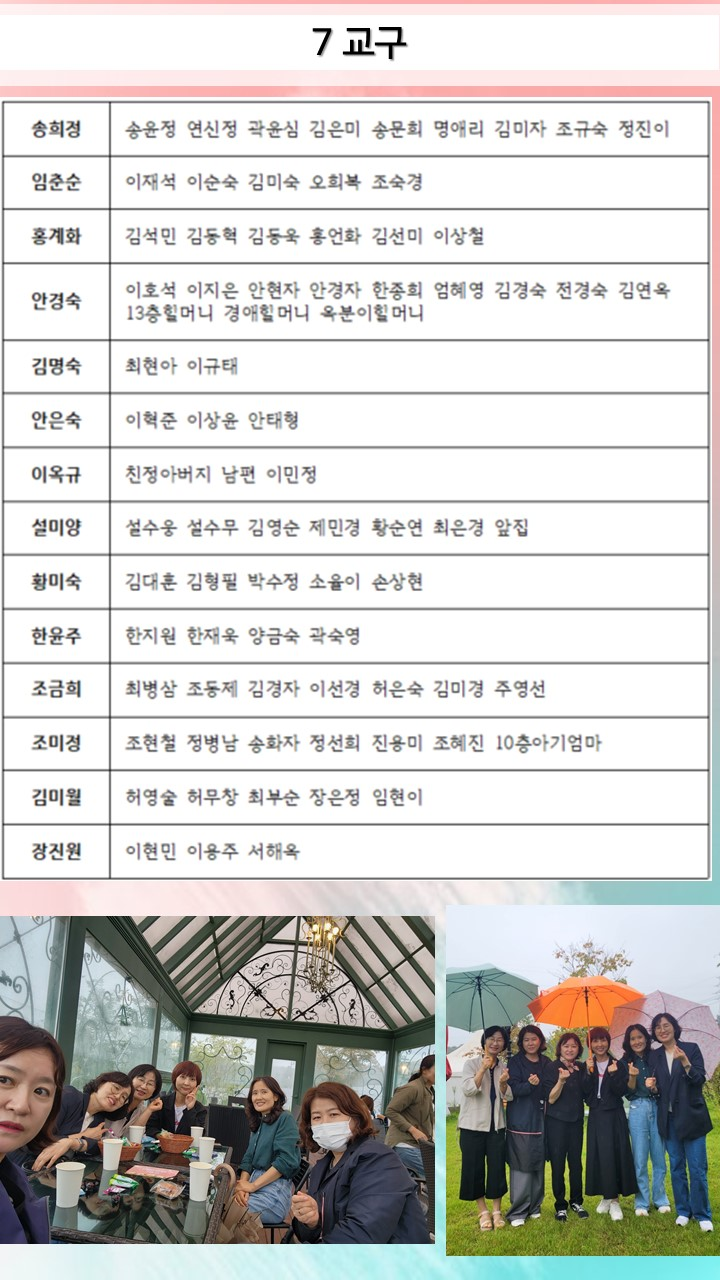 7 교구
송희경 송윤정 연신정 곽윤심 김은미 송문희 명애리 김미자 조규숙 정진이
임춘순 이재석 이순숙 김미숙 오희복 조숙경
홍계화 김석민 김동혁 김동욱 홍언화 김선미 이상철
안경숙 이호석 이지은 안현자 안경자 한종희 엄혜영 김경숙 전경숙 김연옥
13층힐머니 경애힐머니 옥분이힐머니
김명숙 최현아 이규태
안은숙 이혁준 이상윤 안태형
이옥규 친정아버지 남편 이민정
설미양 설수웅 설수무 김영순 제민경 황순연 최은경 앞집
황미숙 김대훈 김형필 박수정 소율이 손상현
한윤주 한지원 한재욱 양금숙 곽숙영
조금희 최병삼 조동제 김경자 이선경 허은숙 김미경 주영선
조미경 조현철 정병남 송화자 정선희 진용미 조혜진 10층아기엄마
김미월 허영술 허무창 최부순 장은정 임현이
장진원 이현민 이용주 서해옥